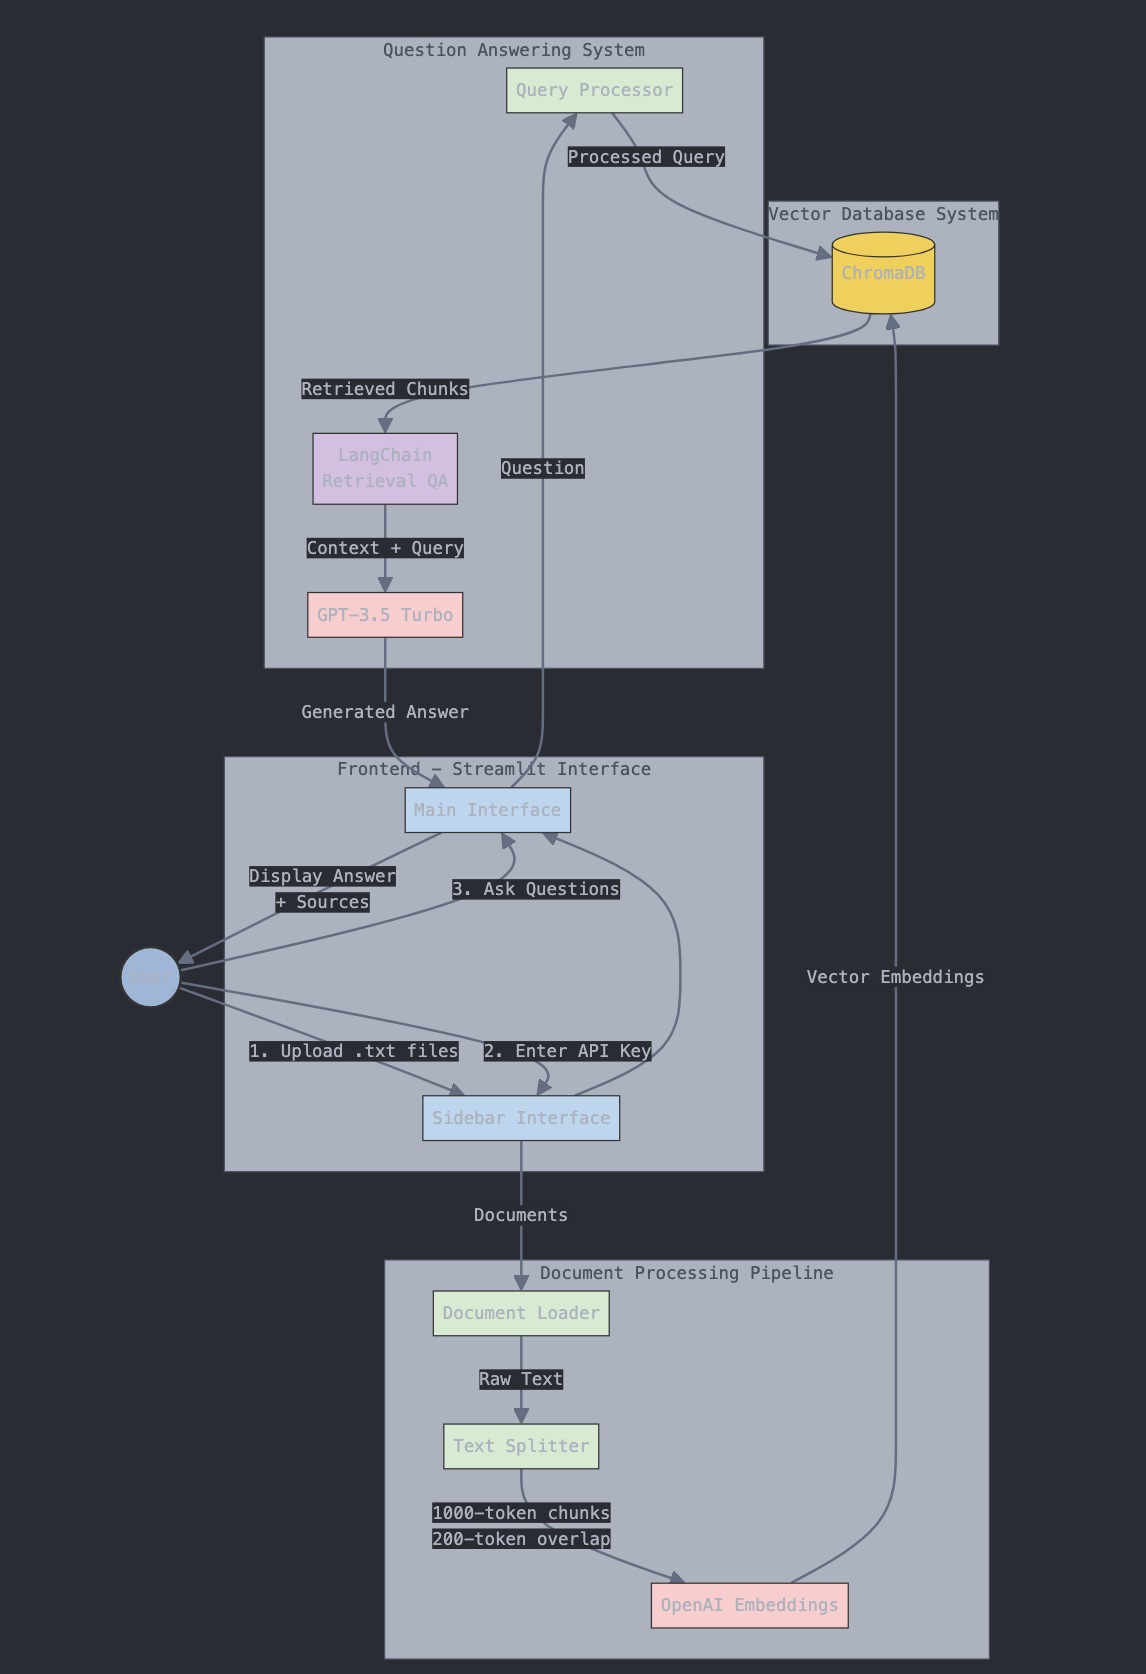 Question Answering System
Query Processor
Processed Query
Vector Database System
ChromaDB
Retrieved Chunks
LangChain
Retrieval QA
Question
Context + Query
GPT-3.5 Turbo
Generated Answer
Frontend - Streamlit Interface
Main Interface
Display Answer
+ Sources
3. Ask Questions
Vector Embeddings
1. Upload .txt files
2. Enter API Key
Sidebar Interface
Documents
Document Processing Pipeline
Document Loader
Raw Text
Text Splitter
1000-token chunks
200-token overlap
OpenAI Embeddings